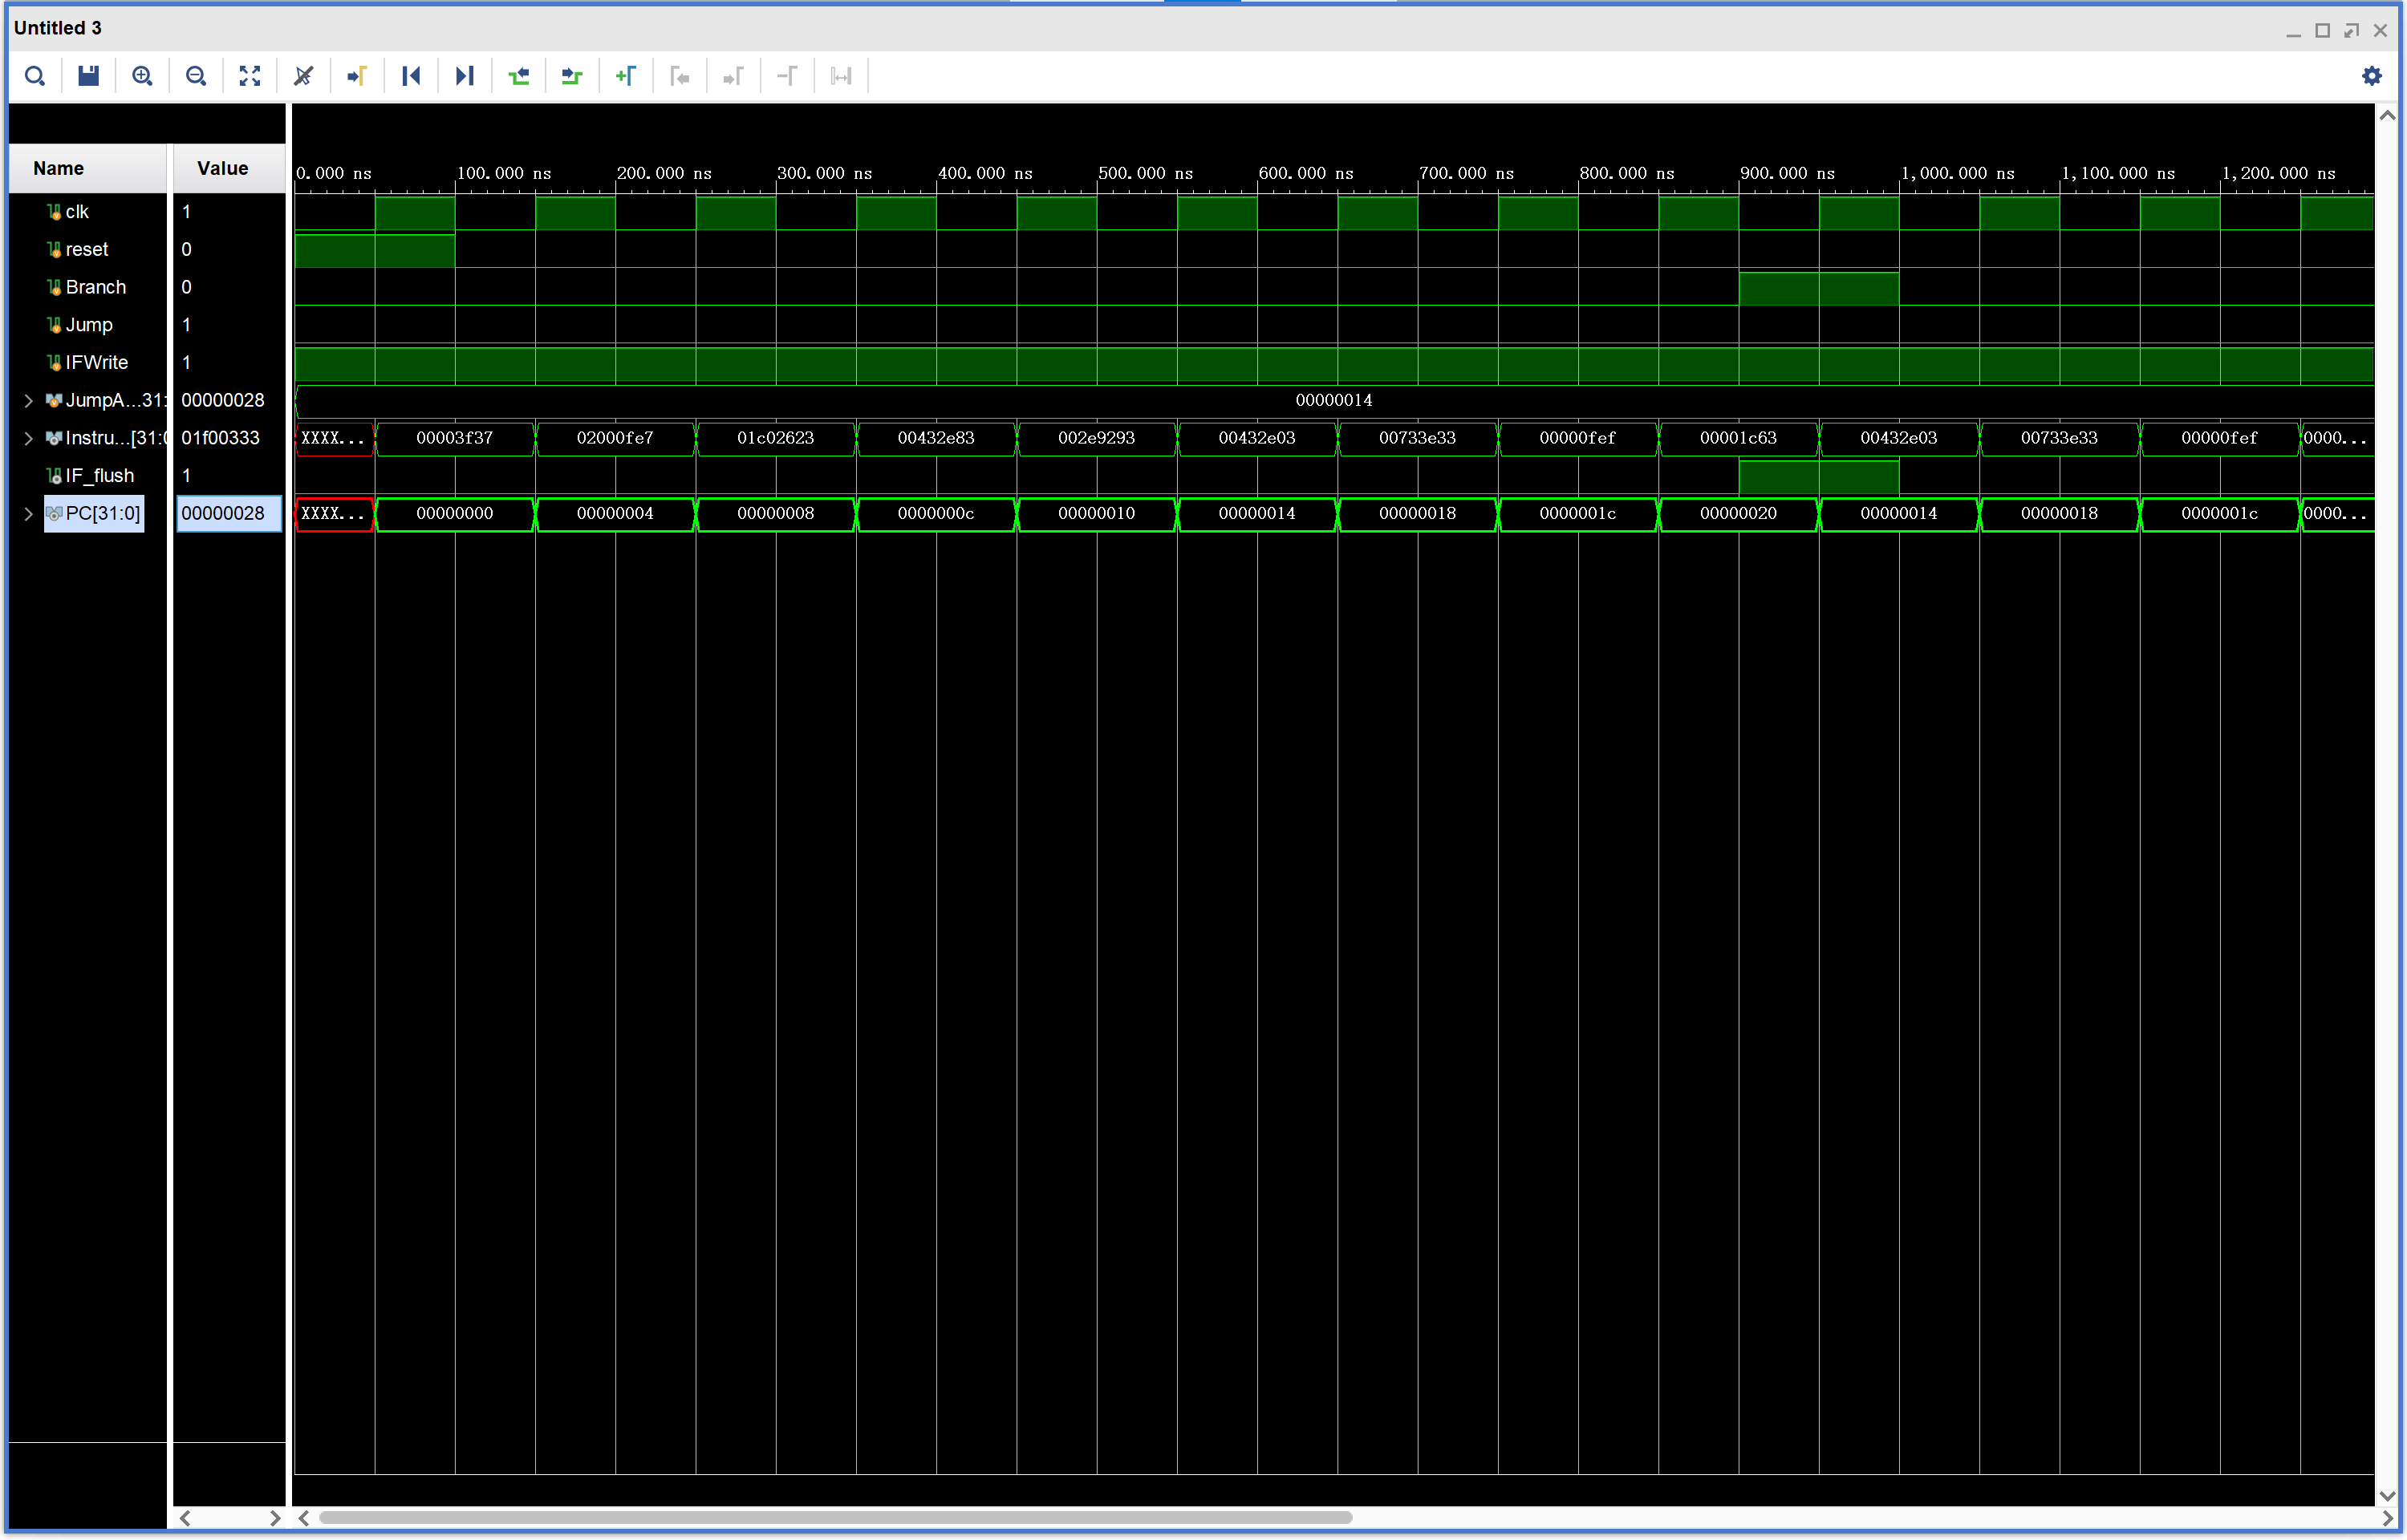 Untitled 3
Name Value
0.000 ns 100.000 ns 200.000 ns 300.000 ns 400.000 ns 500.000 ns 600.000 ns 700.000 ns 800.000 ns 900.000 ns 1,000.000 ns 1,100.000 ns 1,200.000 ns
clk 1
reset 0
Branch 0
Jump 1
IFWrite 1
JumpA...31: 00000028 00000014
Instru...[31:0 01f00333 XXXX... 00003f37 02000fe7 01c02623 00432e83 002e9293 00432e03 00733e33 00000fef 00001c63 00432e03 00733e33 00000fef 0000...
IF_flush 1
PC[31:0] 00000028 XXXX... 00000000 00000004 00000008 0000000c 00000010 00000014 00000018 0000001c 00000020 00000014 00000018 0000001c 0000...